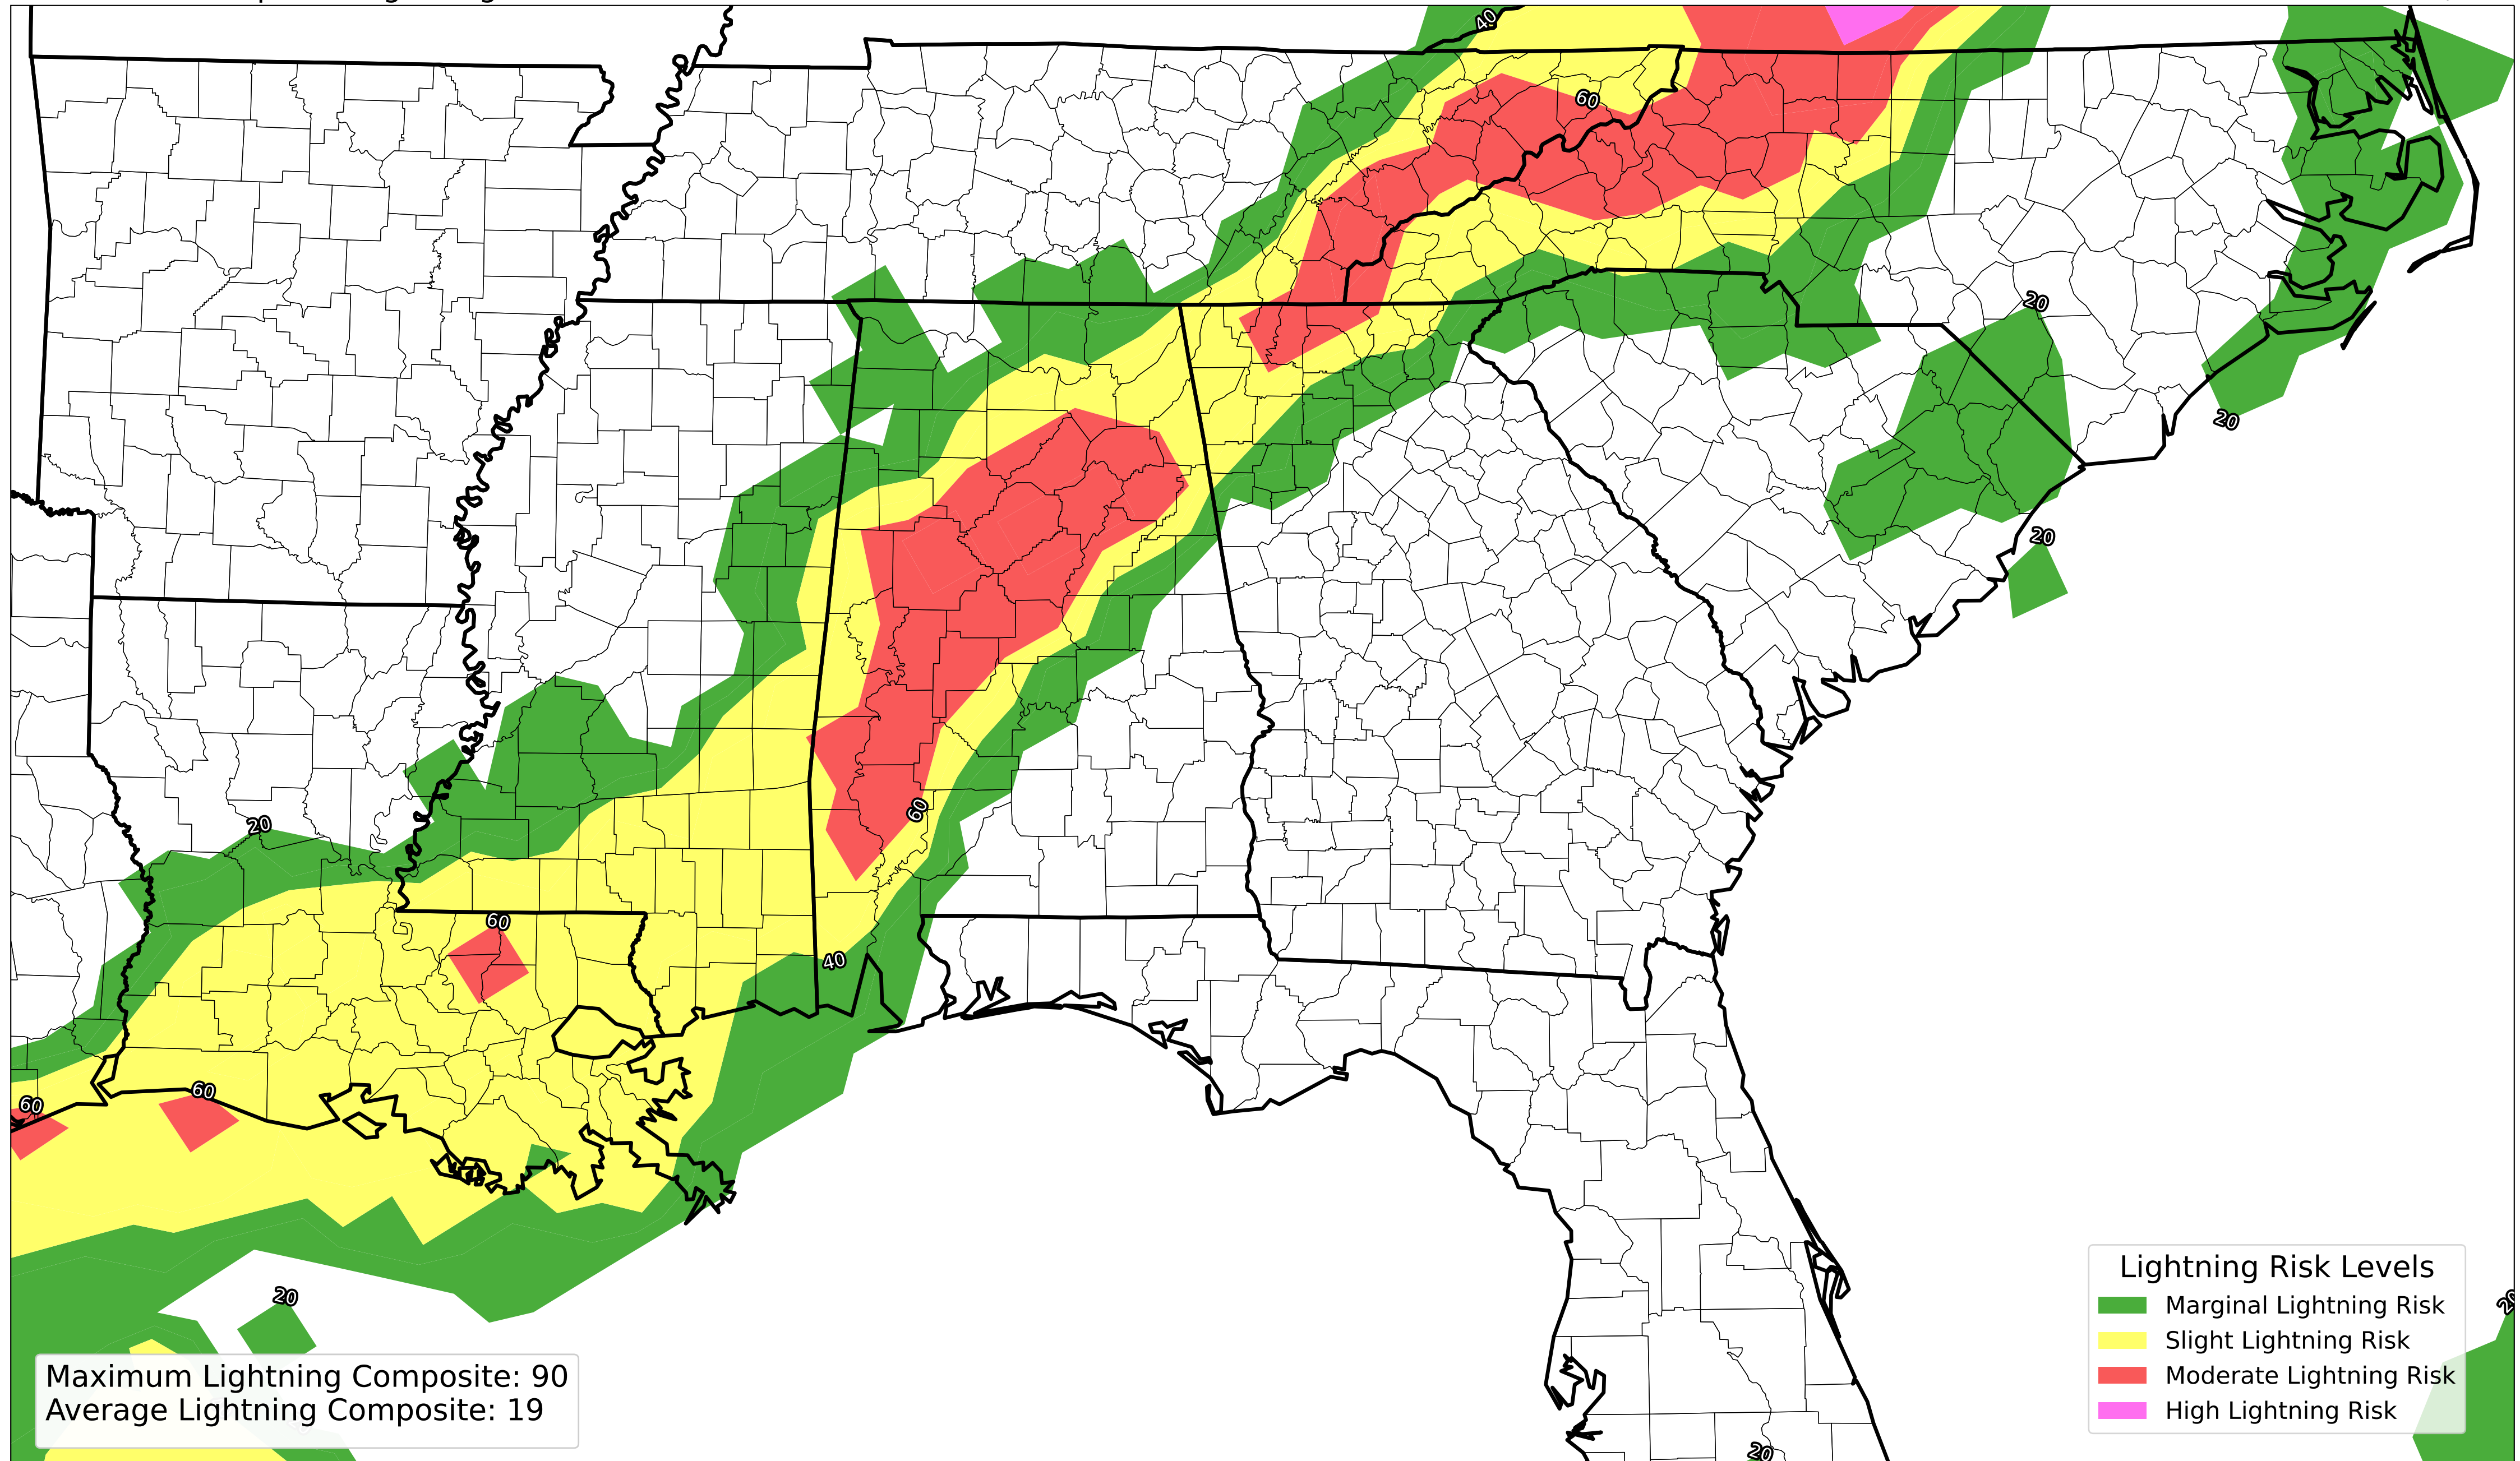 40
60
20
20
20
60
20
60
40
60
60
20
20
20
Lightning Risk Levels
Marginal Lightning Risk
Slight Lightning Risk
Moderate Lightning Risk
High Lightning Risk
Maximum Lightning Composite: 90
Average Lightning Composite: 19
20